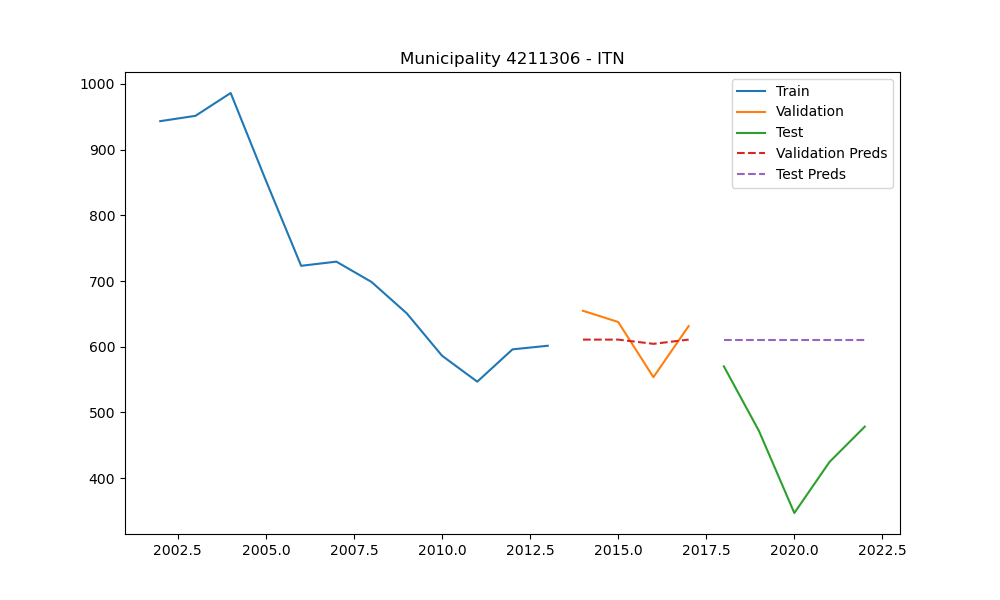 Municipality 4211306 - ITN
1000
900
800
700
600
500
400
Train
Validation
Test
Validation Preds
Test Preds
2002.5 2005.0 2007.5 2010.0 2012.5 2015.0 2017.5 2020.0 2022.5